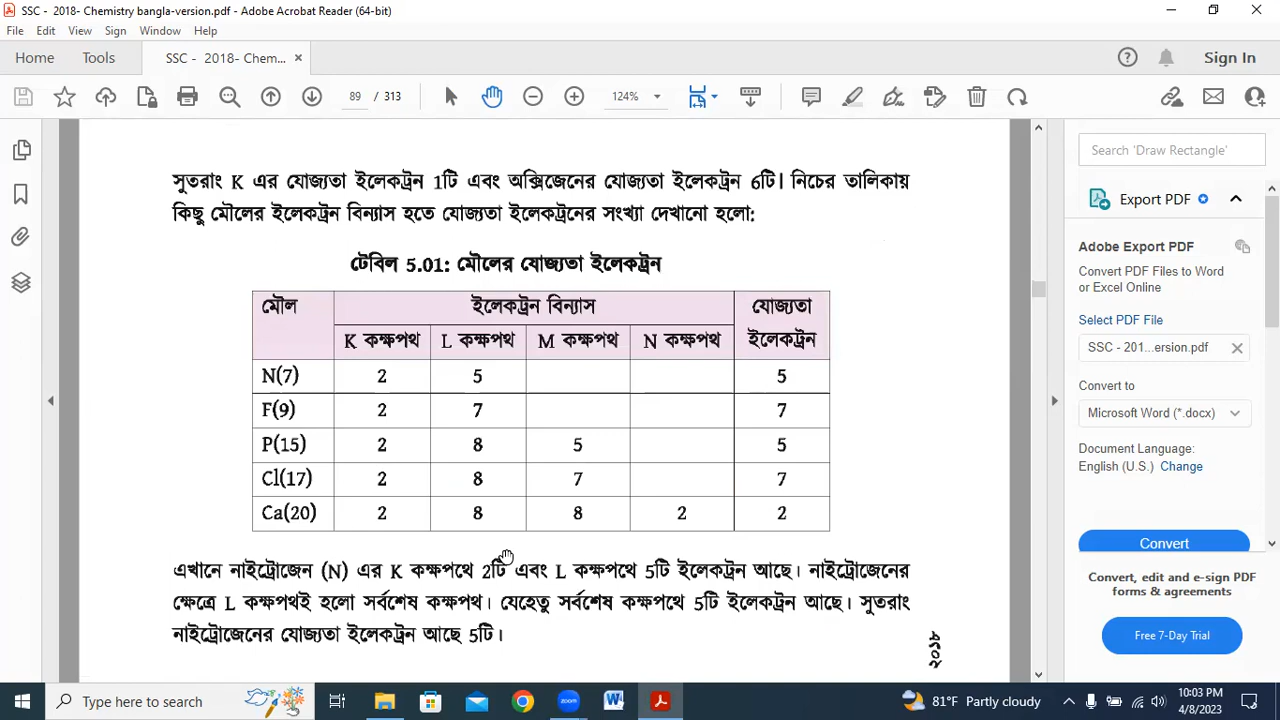 SSC - 2018- Chemistry bangla-version.pdf - Adobe Acrobat Reader (64-bit)
File Edit View Sign Window Help
Home Tools SSC - 2018- Chem... × Sign In
89 / 313 124%
সুতরাং K এর যোজ্যতা ইলেকট্রন 1টি এবং অক্সিজেনের যোজ্যতা ইলেকট্রন 6টি। নিচের তালিকায়
কিছু মৌলের ইলেকট্রন বিন্যাস হতে যোজ্যতা ইলেকট্রনের সংখ্যা দেখানো হলো:
টেবিল 5.01: মৌলের যোজ্যতা ইলেকট্রন
মৌল ইলেকট্রন বিন্যাস যোজ্যতা ইলেকট্রন
K কক্ষপথ L কক্ষপথ M কক্ষপথ N কক্ষপথ
N(7) 2 5 5
F(9) 2 7 7
P(15) 2 8 5 5
Cl(17) 2 8 7 7
Ca(20) 2 8 8 2 2
এখানে নাইট্রোজেন (N) এর K কক্ষপথে 2টি এবং L কক্ষপথে 5টি ইলেকট্রন আছে। নাইট্রোজেনের
ক্ষেত্রে L কক্ষপথই হলো সর্বশেষ কক্ষপথ। যেহেতু সর্বশেষ কক্ষপথে 5টি ইলেকট্রন আছে। সুতরাং
নাইট্রোজেনের যোজ্যতা ইলেকট্রন আছে 5টি।
২০১৮
Search 'Draw Rectangle'
Export PDF
Adobe Export PDF
Convert PDF Files to Word
or Excel Online
Select PDF File
SSC - 201...ersion.pdf
Convert to
Microsoft Word (*.docx)
Document Language:
English (U.S.) Change
Convert
Convert, edit and e-sign PDF
forms & agreements
Free 7-Day Trial
Type here to search
81°F Partly cloudy
10:03 PM
4/8/2023